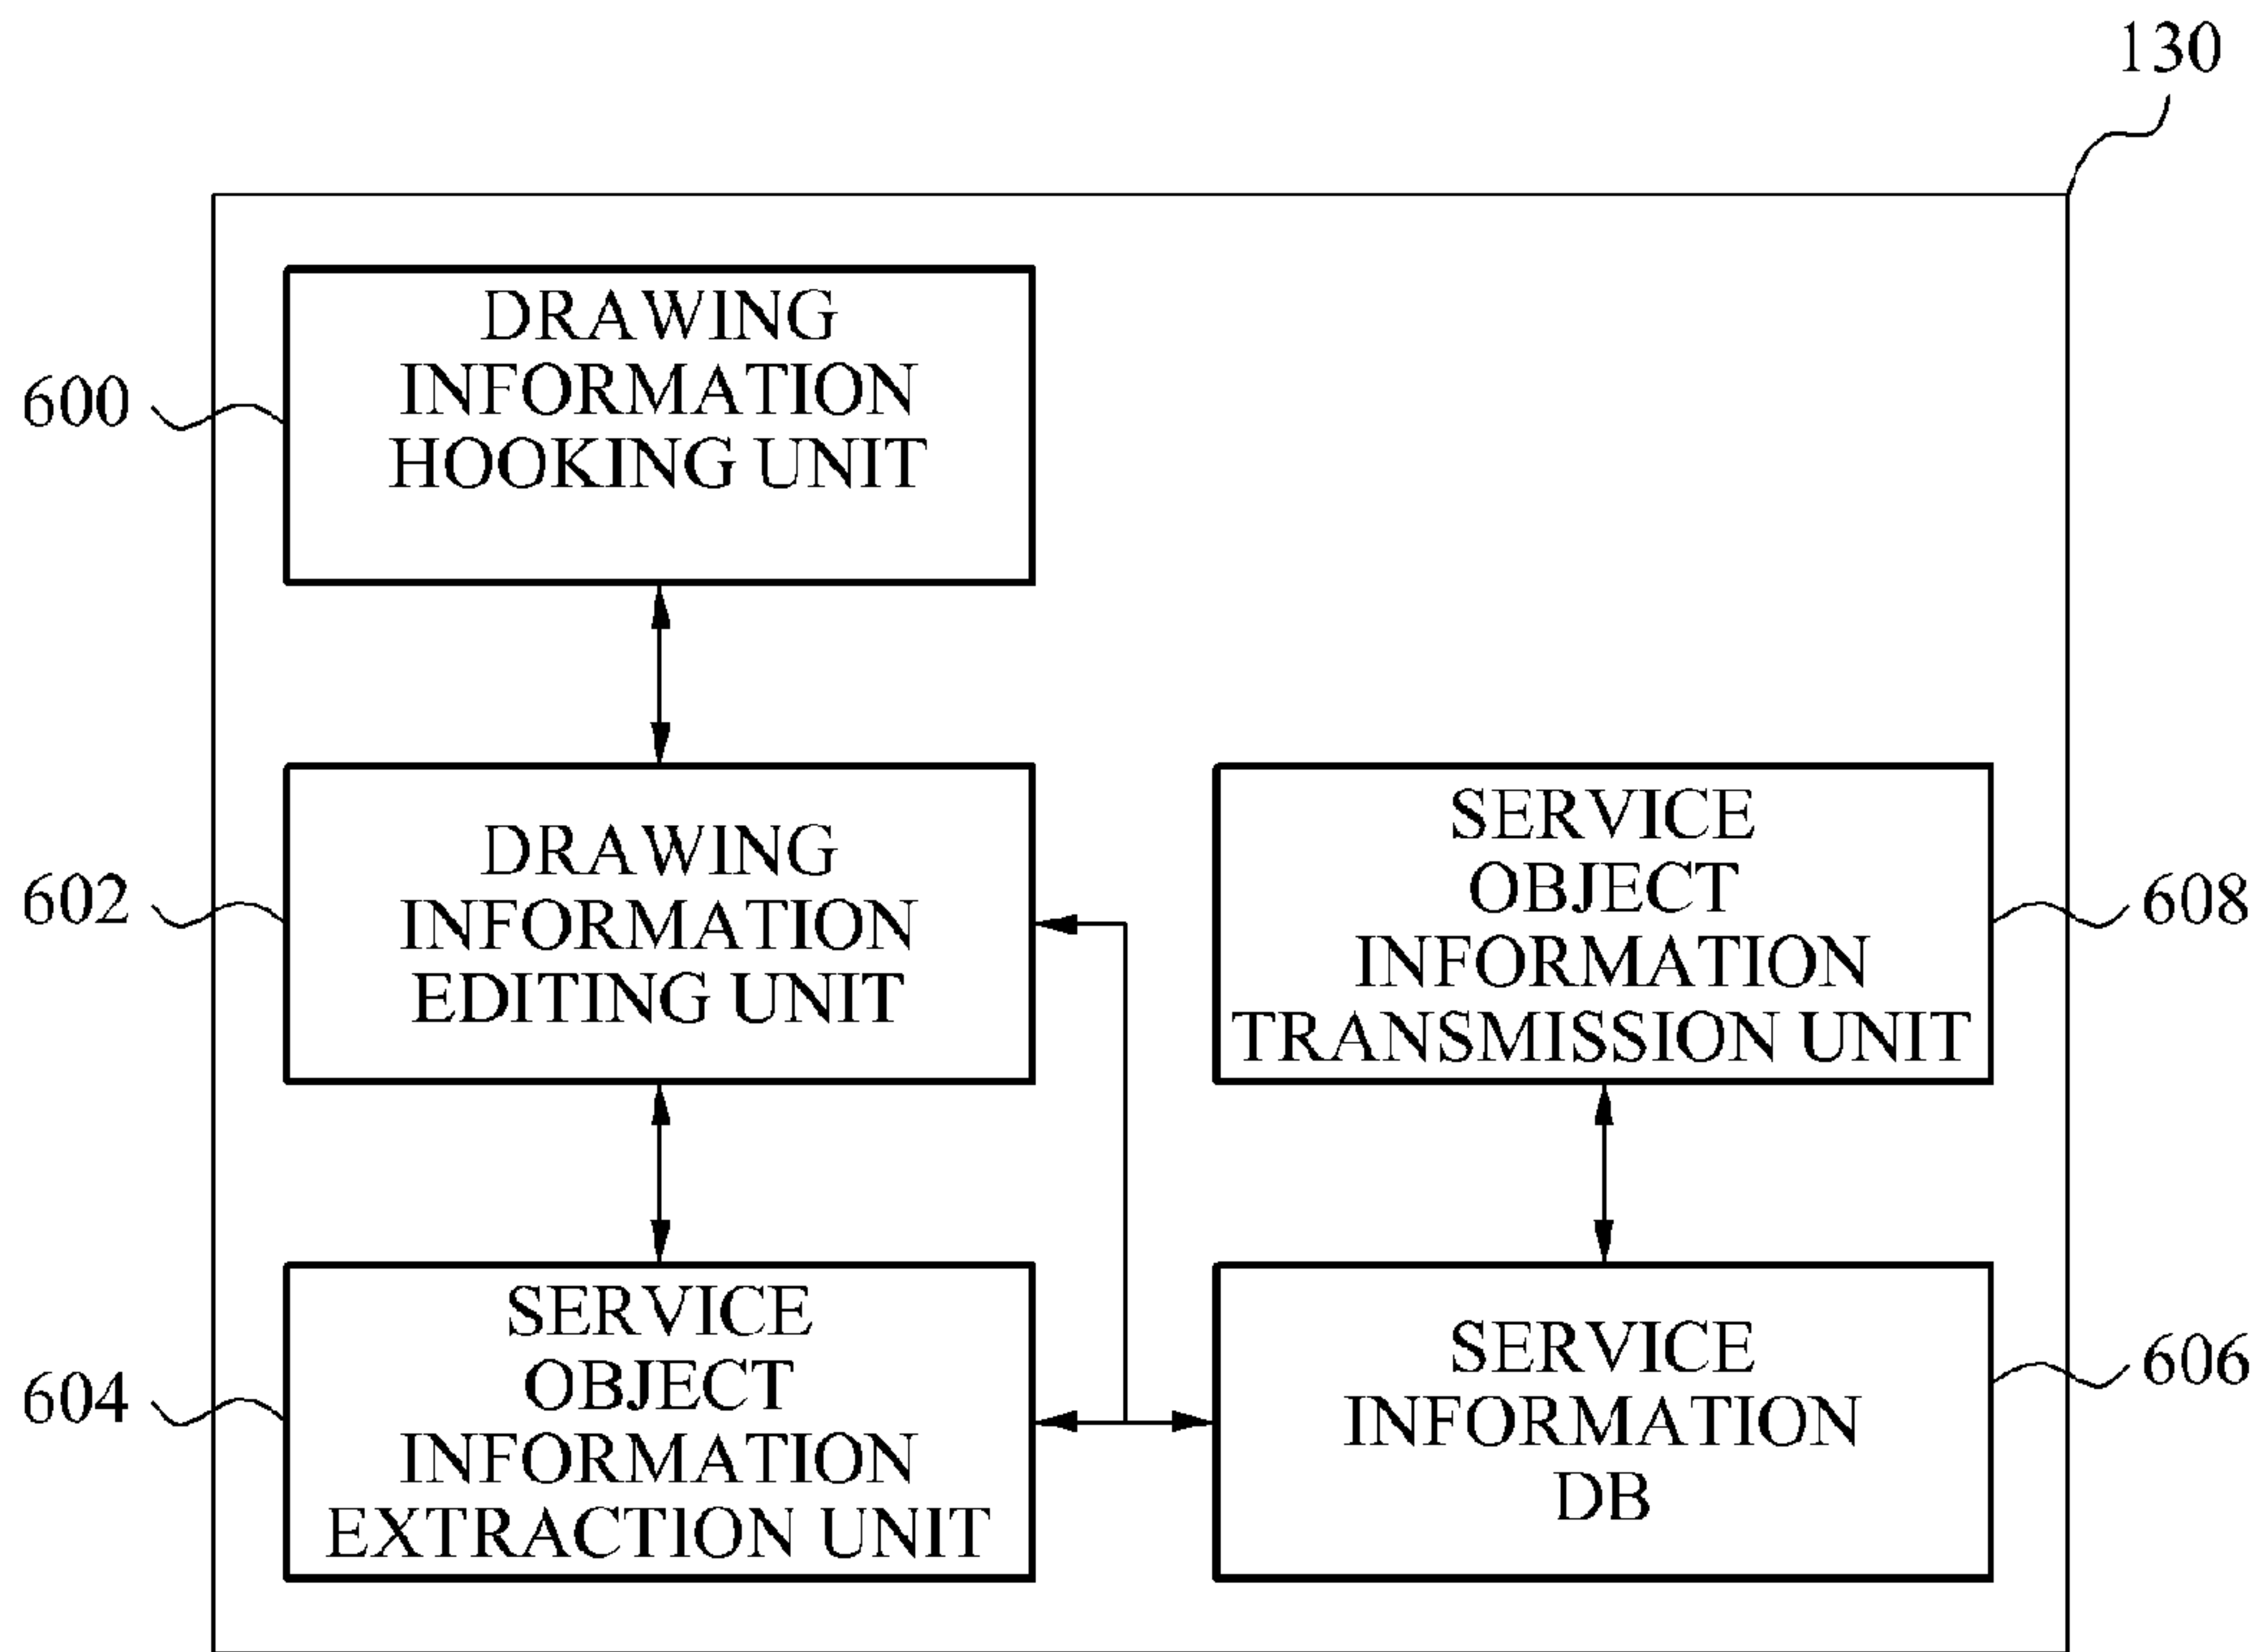 130
600
DRAWING
INFORMATION
HOOKING UNIT
602
DRAWING
INFORMATION
EDITING UNIT
SERVICE
OBJECT
INFORMATION
TRANSMISSION UNIT
608
604
SERVICE
OBJECT
INFORMATION
EXTRACTION UNIT
SERVICE
INFORMATION
DB
606